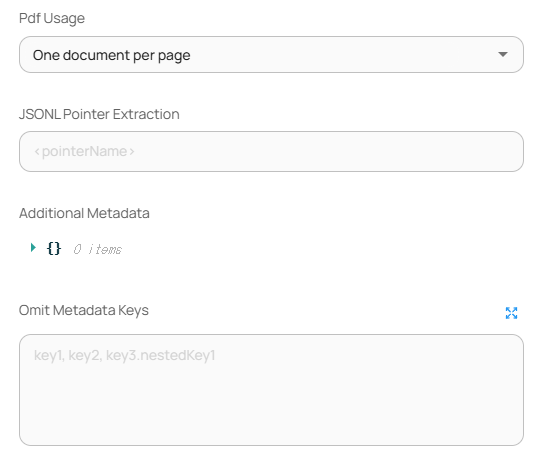 Pdf Usage
One document per page
JSONL Pointer Extraction
<pointerName>
Additional Metadata
{} 0 items
Omit Metadata Keys
key1, key2, key3.nestedKey1